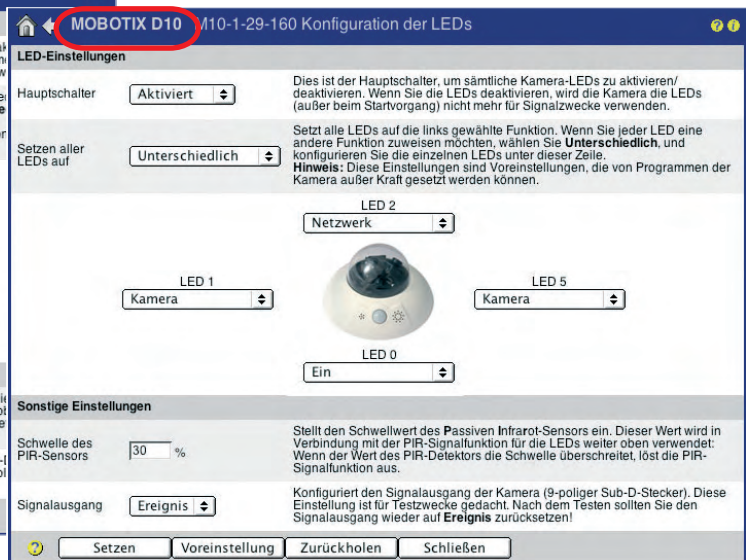 MOBOTIX D10 M10-1-29-160 Konfiguration der LEDs
LED-Einstellungen
Hauptschalter
Aktiviert
Dies ist der Hauptschalter, um sämtliche Kamera-LEDs zu aktivieren/
deaktivieren. Wenn Sie die LEDs deaktivieren, wird die Kamera die LEDs
(außer beim Startvorgang) nicht mehr für Signalzwecke verwenden.
Setzen aller
LEDs auf
Unterschiedlich
Setzt alle LEDs auf die links gewählte Funktion. Wenn Sie jeder LED eine
andere Funktion zuweisen möchten, wählen Sie Unterschiedlich, und
konfigurieren Sie die einzelnen LEDs unter dieser Zeile.
Hinweis: Diese Einstellungen sind Voreinstellungen, die von Programmen der
Kamera außer Kraft gesetzt werden können.
LED 2
Netzwerk
LED 1
Kamera
LED 5
Kamera
LED 0
Ein
Sonstige Einstellungen
Schwelle des
PIR-Sensors
30 %
Stellt den Schwellwert des Passiven Infrarot-Sensors ein. Dieser Wert wird in
Verbindung mit der PIR-Signalfunktion für die LEDs weiter oben verwendet:
Wenn der Wert des PIR-Detektors die Schwelle überschreitet, löst die PIR-
Signalfunktion aus.
Signalausgang
Ereignis
Konfiguriert den Signalausgang der Kamera (9-poliger Sub-D-Stecker). Diese
Einstellung ist für Testzwecke gedacht. Nach dem Testen sollten Sie den
Signalausgang wieder auf Ereignis zurücksetzen!
Setzen
Voreinstellung
Zurückholen
Schließen